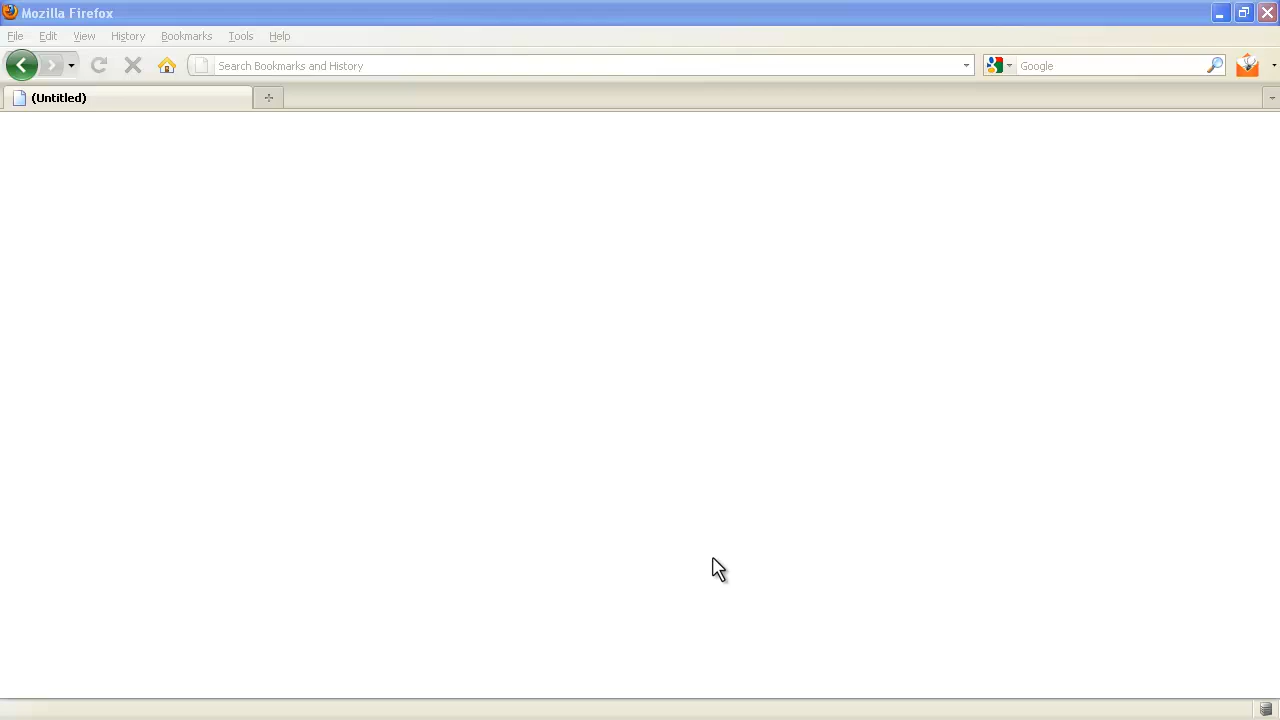 Mozilla Firefox
File Edit View History Bookmarks Tools Help
Search Bookmarks and History
Google
(Untitled)